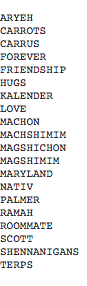 ARYEH
CARROTS
CARRUS
FOREVER
FRIENDSHIP
HUGS
KALENDER
LOVE
MACHON
MACHSHIMIM
MAGSHICHON
MAGSHIMIM
MARYLAND
NATIV
PALMER
RAMAH
ROOMMATE
SCOTT
SHENNANIGANS
TERPS